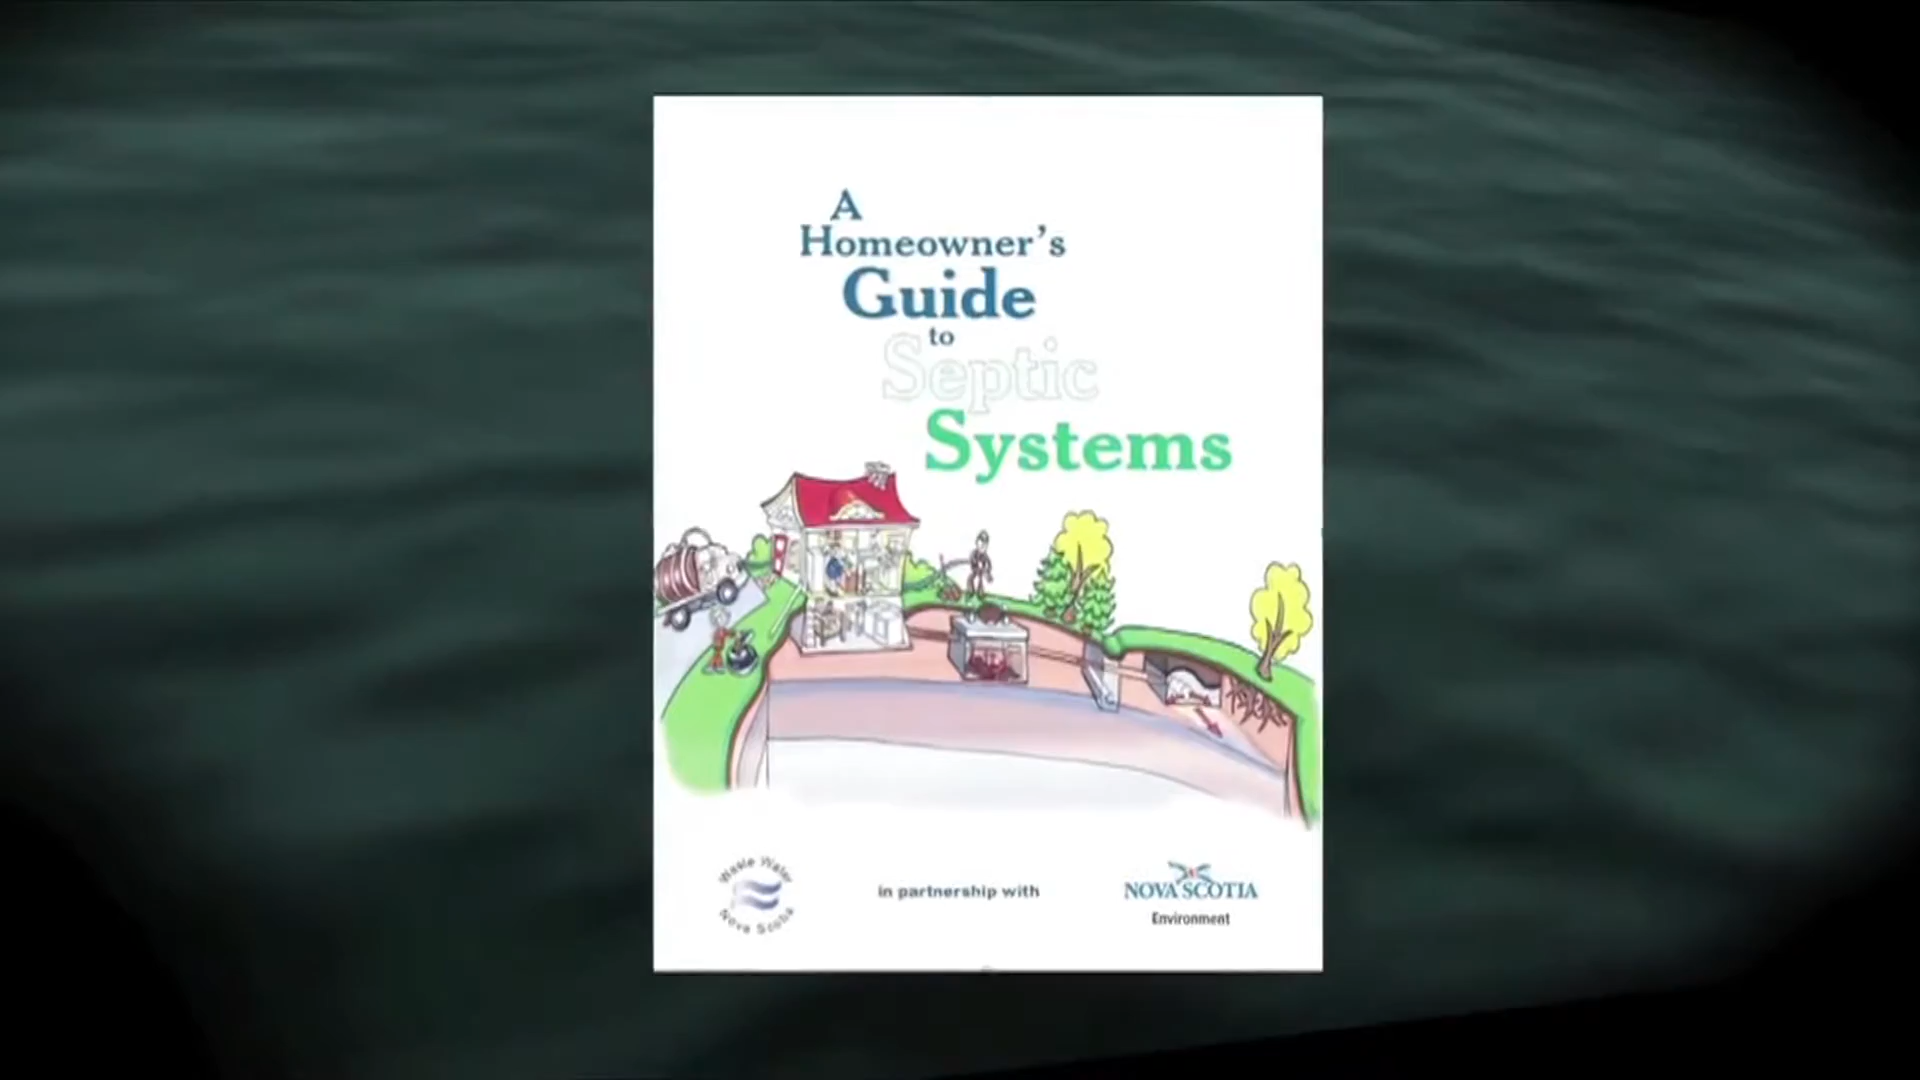 A
Homeowner's
Guide
to
Septic
Systems
Waste Water
Nova Scotia
in partnership with
NOVA SCOTIA
Environment